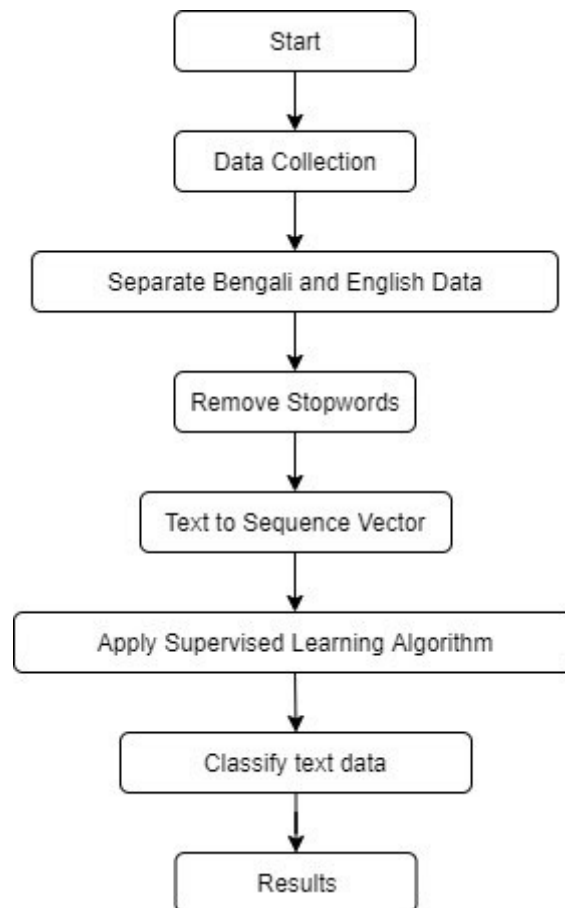 Start
Data Collection
Separate Bengali and English Data
Remove Stopwords
Text to Sequence Vector
Apply Supervised Learning Algorithm
Classify text data
Results